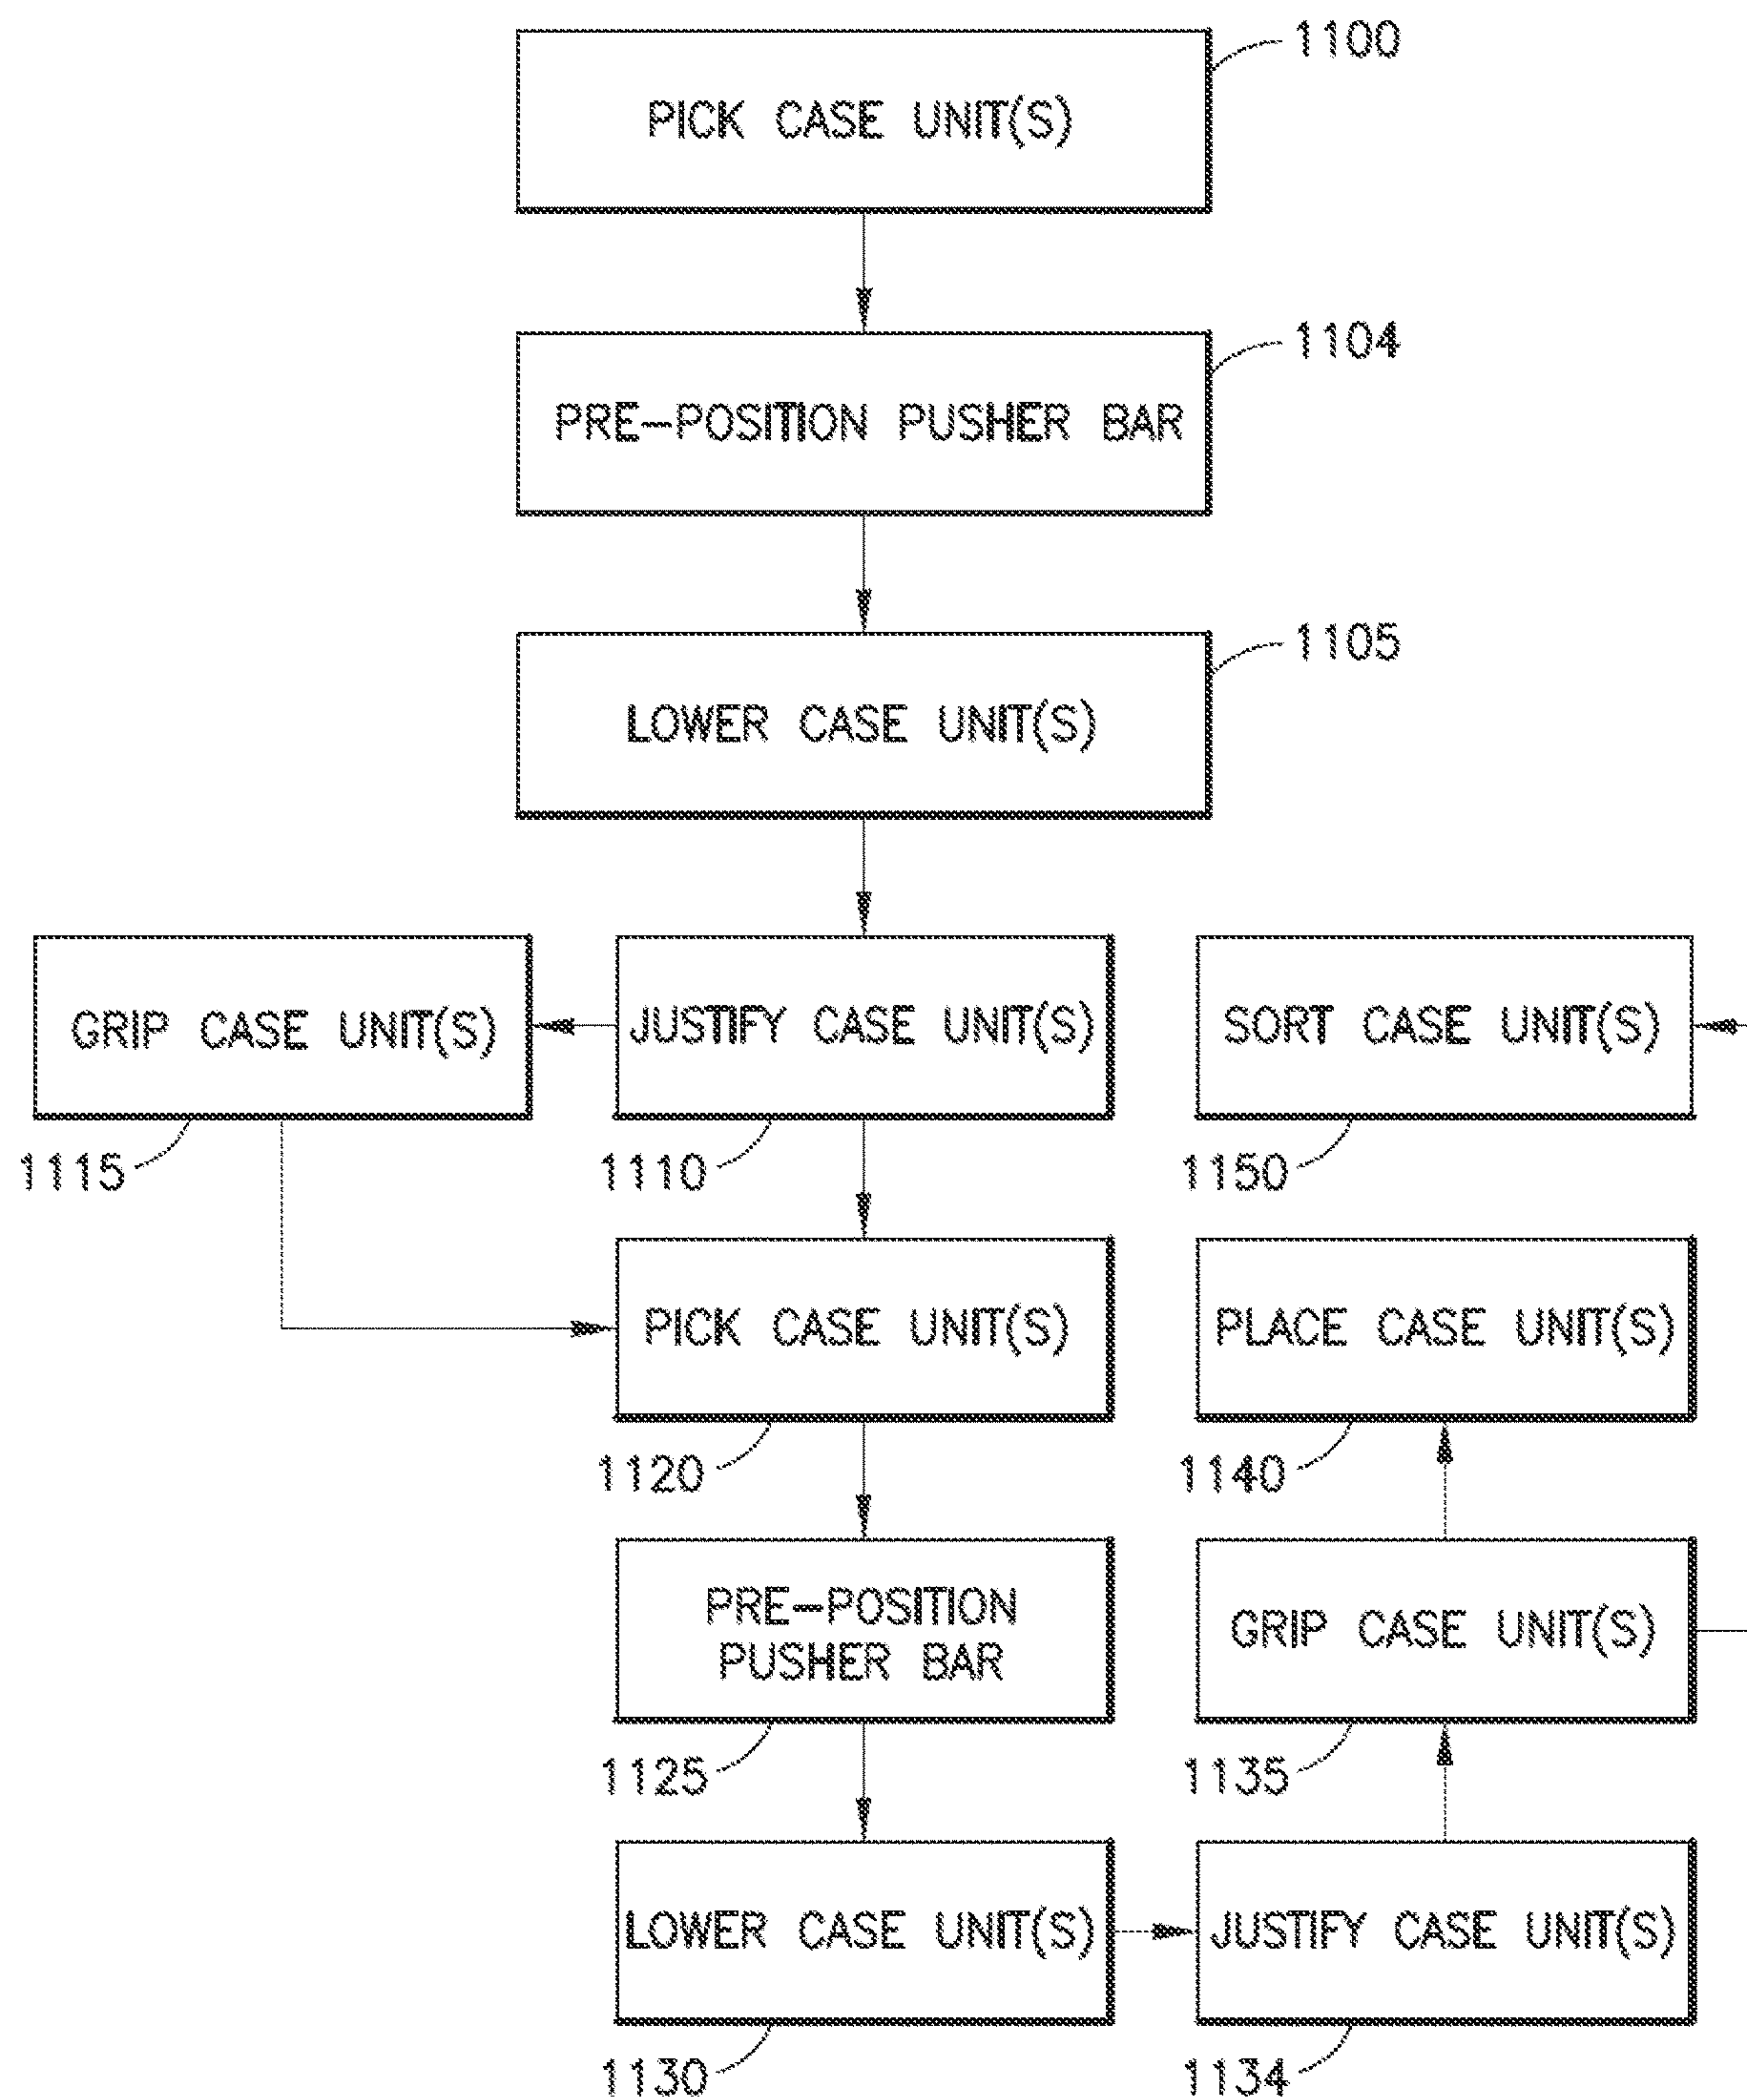 1100
PICK CASE UNIT(S)
1104
PRE-POSITION PUSHER BAR
1105
LOWER CASE UNIT(S)
GRIP CASE UNIT(S)
JUSTIFY CASE UNIT(S)
SORT CASE UNIT(S)
1115
1110
1150
PICK CASE UNIT(S)
PLACE CASE UNIT(S)
1120
1140
PRE-POSITION
PUSHER BAR
GRIP CASE UNIT(S)
1125
1135
LOWER CASE UNIT(S)
JUSTIFY CASE UNIT(S)
1130
1134